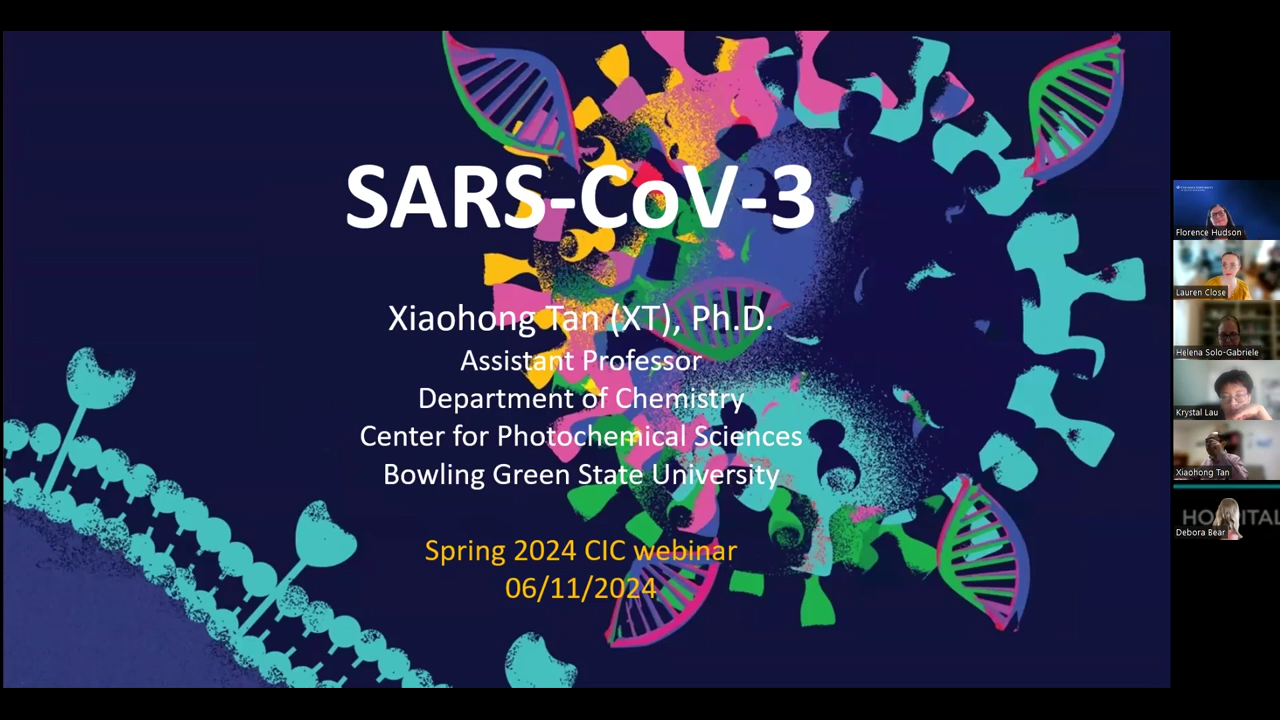 SARS-CoV-3
Xiaohong Tan (XT), Ph.D.
Assistant Professor
Department of Chemistry
Center for Photochemical Sciences
Bowling Green State University
Spring 2024 CIC webinar
06/11/2024
Florence Hudson
Lauren Close
Helena Solo-Gabriele
Krystal Lau
Xiaohong Tan
Debora Bear